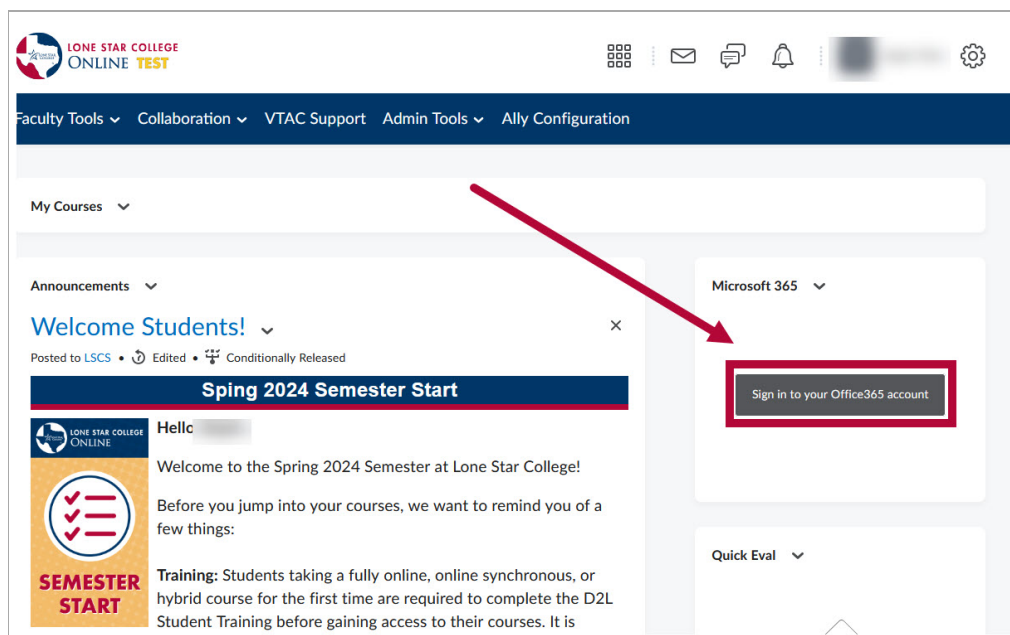 LONE STAR COLLEGE
ONLINE TEST
Faculty Tools
Collaboration
VTAC Support
Admin Tools
Ally Configuration
My Courses
Announcements
Welcome Students!
Posted to LSCS • Edited • Conditionally Released
Sping 2024 Semester Start
LONE STAR COLLEGE
ONLINE
SEMESTER
START
Hello
Welcome to the Spring 2024 Semester at Lone Star College!
Before you jump into your courses, we want to remind you of a
few things:
Training: Students taking a fully online, online synchronous, or
hybrid course for the first time are required to complete the D2L
Student Training before gaining access to their courses. It is
Microsoft 365
Sign in to your Office365 account
Quick Eval